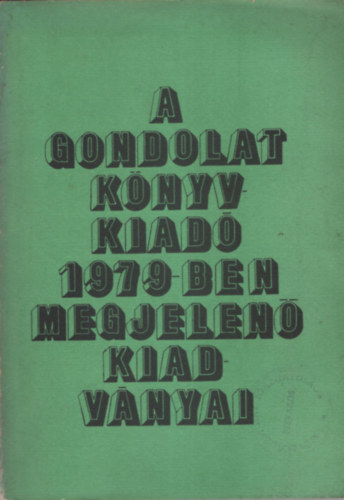 A
GONDOLAT
KÖNYV-
KIADÓ
1979-BEN
MEGJELENŐ
KIAD-
VÁNYAI